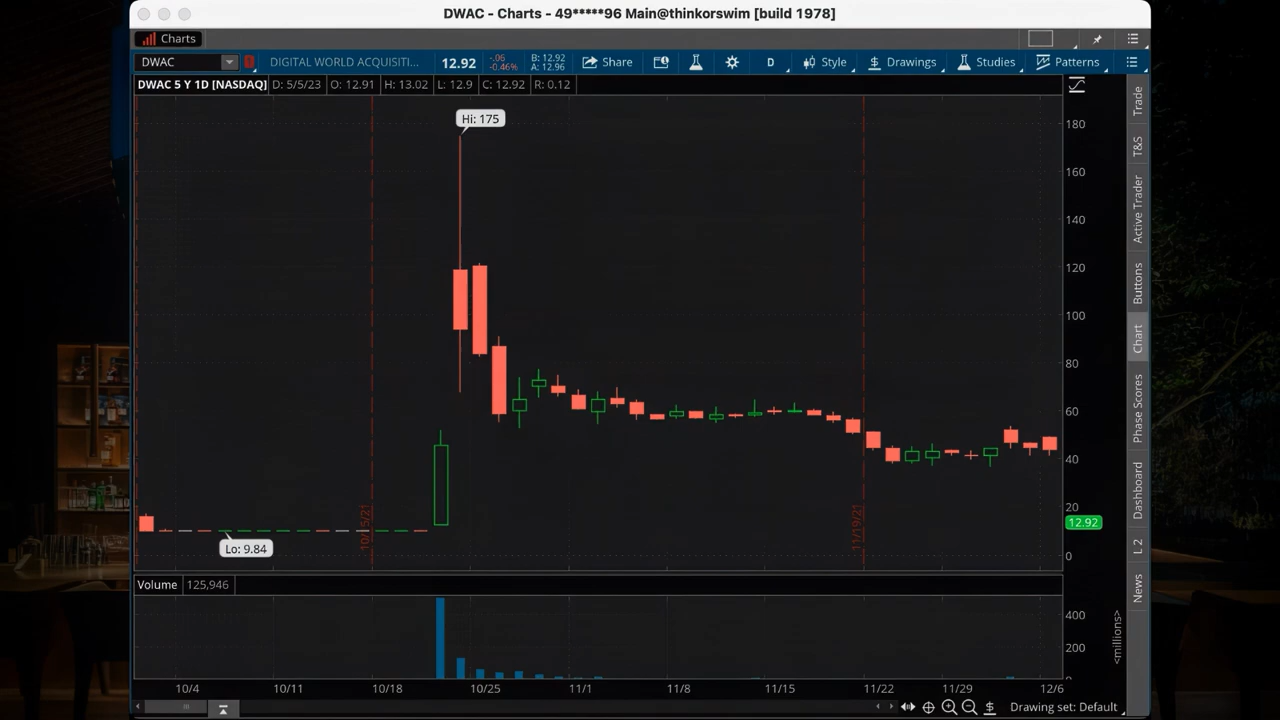 DWAC - Charts - 49*****96 Main@thinkorswim [build 1978]
Charts
DWAC DIGITAL WORLD ACQUISITI... 12.92 -.06 -0.46% B: 12.92 A: 12.96 Share D Style Drawings Studies Patterns
DWAC 5 Y 1D [NASDAQ] D: 5/5/23 O: 12.91 H: 13.02 L: 12.9 C: 12.92 R: 0.12
Hi: 175
Lo: 9.84
10/15/21
11/19/21
180
160
140
120
100
80
60
40
20
12.92
0
Volume 125,946
400
200
0
<millions>
10/4 10/11 10/18 10/25 11/1 11/8 11/15 11/22 11/29 12/6
Drawing set: Default
Trade
T&S
Active Trader
Buttons
Chart
Phase Scores
Dashboard
L 2
News